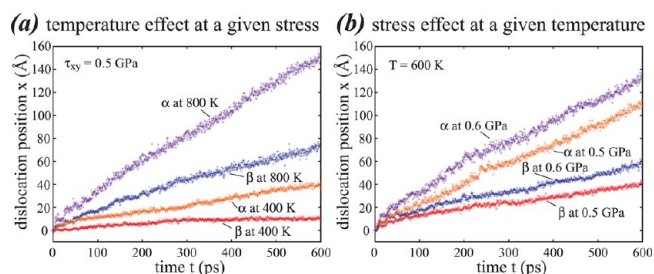 (a) temperature effect at a given stress
160
140
120
100
80
60
40
20
0
dislocation position x (Å)
τxy = 0.5 GPa
α at 800 K
β at 800 K
α at 400 K
β at 400 K
0 100 200 300 400 500 600
time t (ps)
(b) stress effect at a given temperature
160
140
120
100
80
60
40
20
0
dislocation position x (Å)
T = 600 K
α at 0.6 GPa
α at 0.5 GPa
β at 0.6 GPa
β at 0.5 GPa
0 100 200 300 400 500 600
time t (ps)